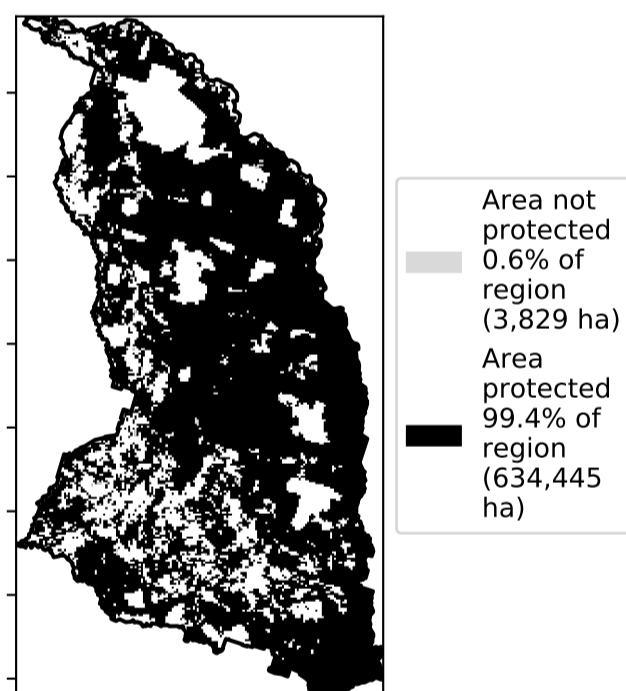 Area not
protected
0.6% of
region
(3,829 ha)
Area
protected
99.4% of
region
(634,445
ha)